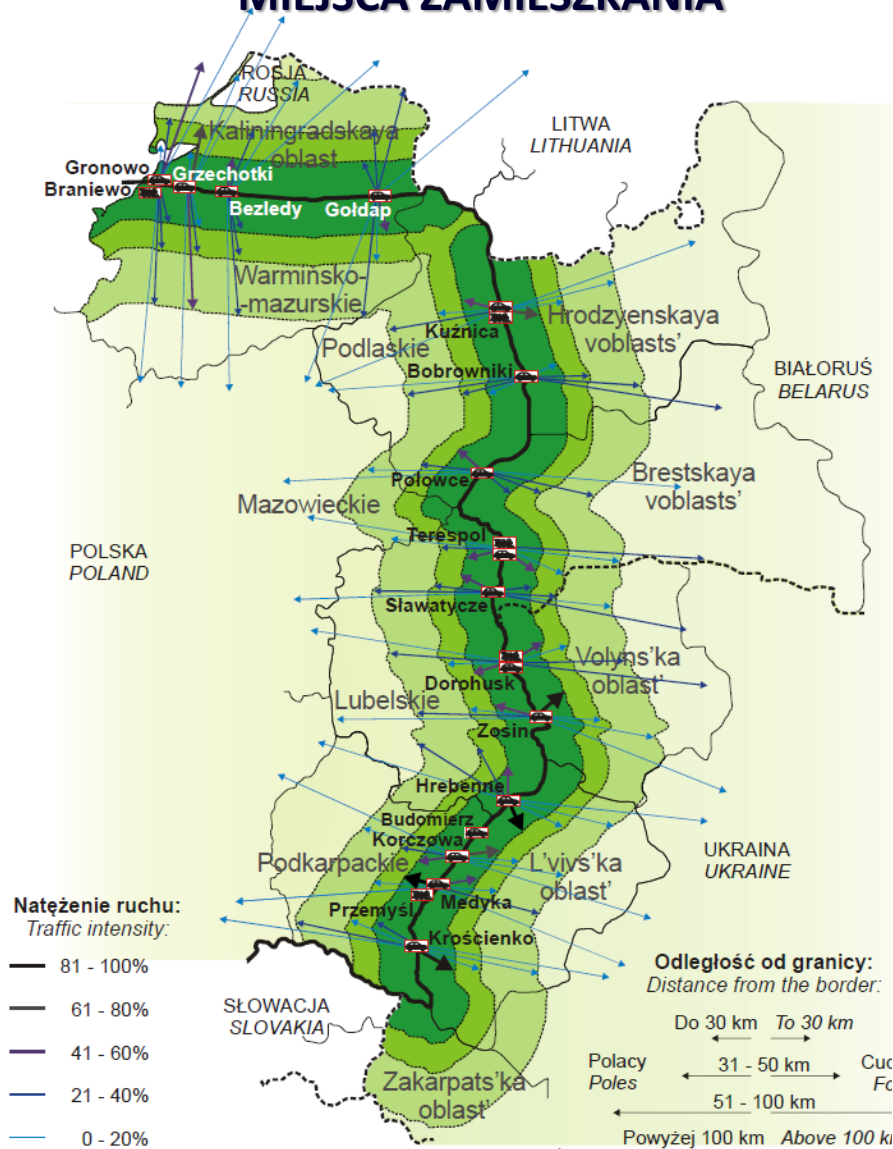 MIEJSCA ZAMIESZKANIA
ROSJA
RUSSIA
LITWA
LITHUANIA
Kaliningradskaya
oblast
Gronowo
Grzechotki
Braniewo
Bezledy
Gołdap
Warmińsko-
-mazurskie
Kuźnica
Hrodzyenskaya
voblasts'
Podlaskie
Bobrowniki
BIAŁORUŚ
BELARUS
Połowce
Brestskaya
voblasts'
Mazowieckie
Terespol
POLSKA
POLAND
Sławatycze
Volyns'ka
oblast'
Dorohusk
Lubelskie
Zosin
Hrebenne
Budomierz
Korczowa
Podkarpackie
L'vivs'ka
oblast'
UKRAINA
UKRAINE
Przemyśl
Medyka
Krościenko
SŁOWACJA
SLOVAKIA
Zakarpats'ka
oblast'
Natężenie ruchu:
Traffic intensity:
81 - 100%
61 - 80%
41 - 60%
21 - 40%
0 - 20%
Odległość od granicy:
Distance from the border:
Do 30 km To 30 km
Polacy
Poles
31 - 50 km
51 - 100 km
Powyżej 100 km Above 100